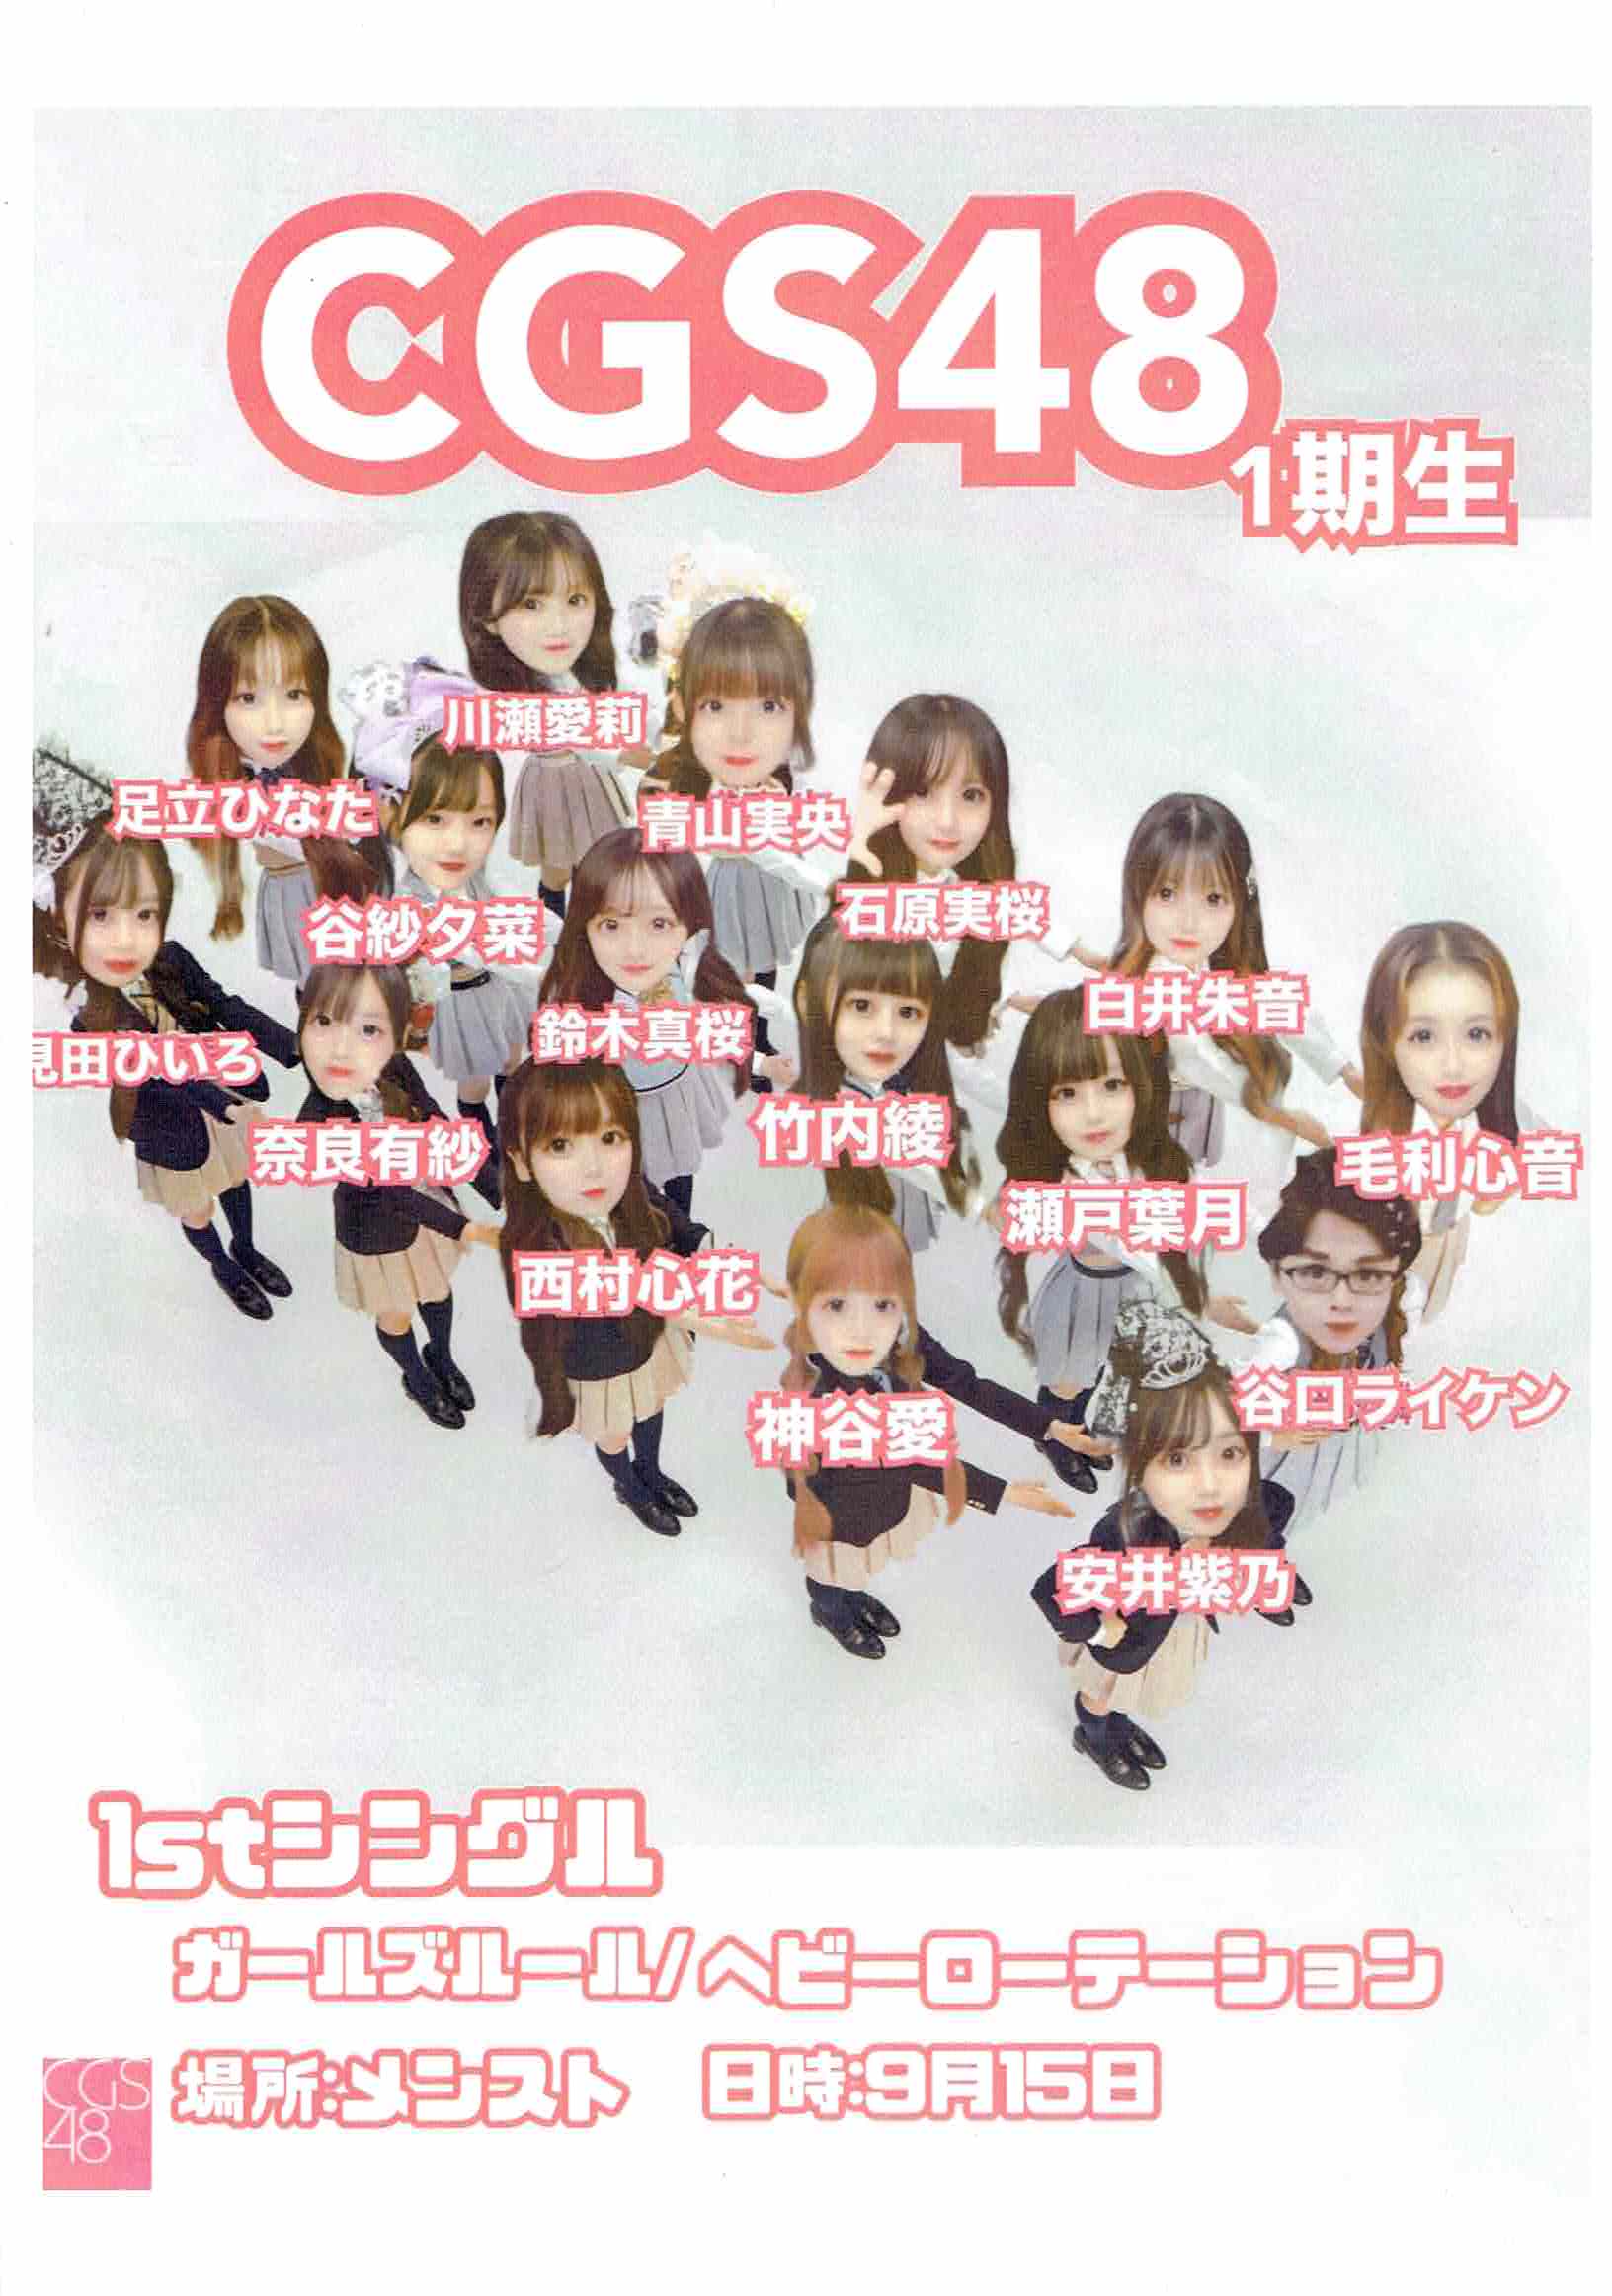 CGS48
1期生
川瀬愛莉
足立ひなた
青山実央
谷紗夕菜
石原実桜
白井朱音
鈴木真桜
見田ひいろ
竹内綾
奈良有紗
毛利心音
瀬戸葉月
西村心花
谷口ライケン
神谷愛
安井紫乃
1stシングル
ガールズルール/ヘビーローテーション
場所:メンスト 日時:9月15日
CGS
48